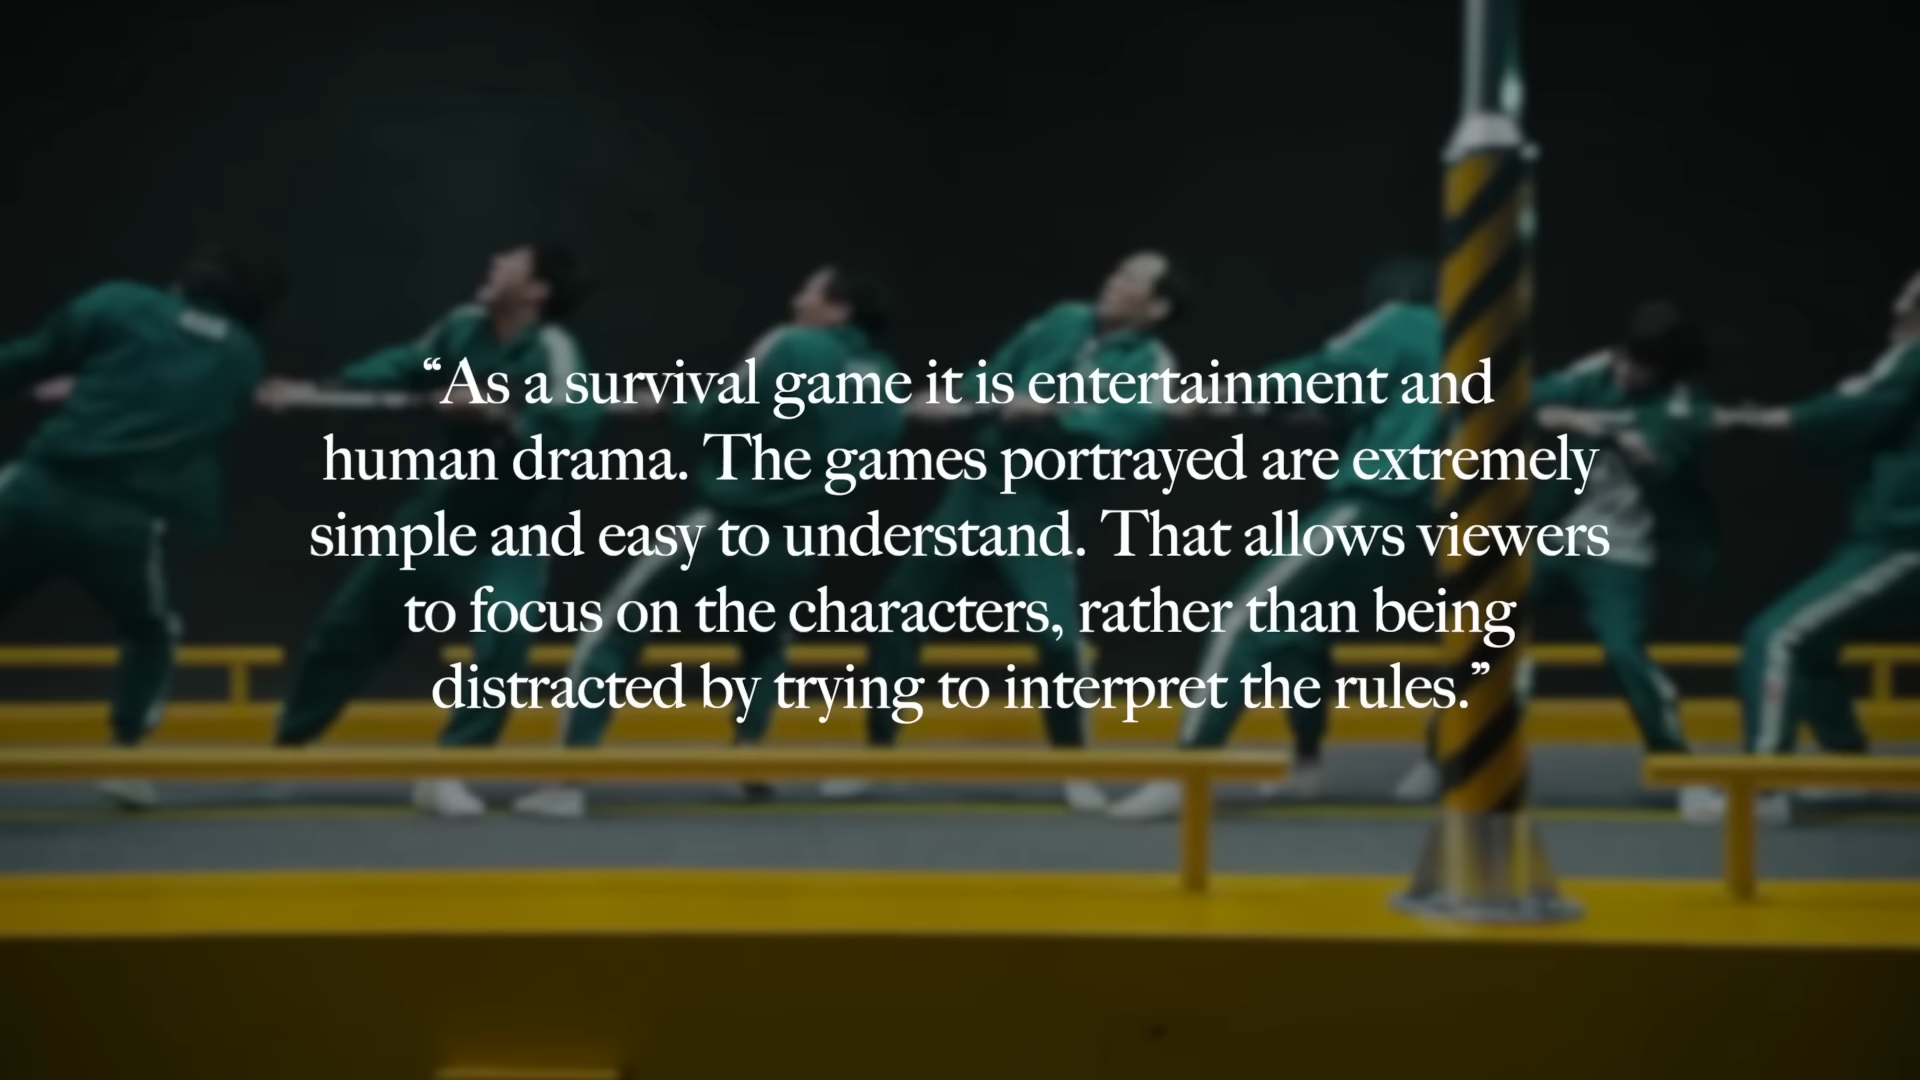 “As a survival game it is entertainment and
human drama. The games portrayed are extremely
simple and easy to understand. That allows viewers
to focus on the characters, rather than being
distracted by trying to interpret the rules.”